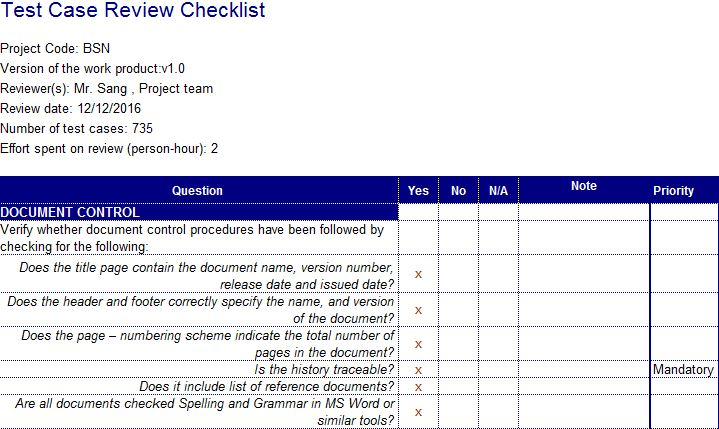 Test Case Review Checklist
Project Code: BSN
Version of the work product:v1.0
Reviewer(s): Mr. Sang , Project team
Review date: 12/12/2016
Number of test cases: 735
Effort spent on review (person-hour): 2
Question Yes No N/A Note Priority
DOCUMENT CONTROL
Verify whether document control procedures have been followed by
checking for the following:
Does the title page contain the document name, version number,
release date and issued date? x
Does the header and footer correctly specify the name, and version
of the document? x
Does the page – numbering scheme indicate the total number of
pages in the document? x
Is the history traceable? x Mandatory
Does it include list of reference documents? x
Are all documents checked Spelling and Grammar in MS Word or
similar tools? x